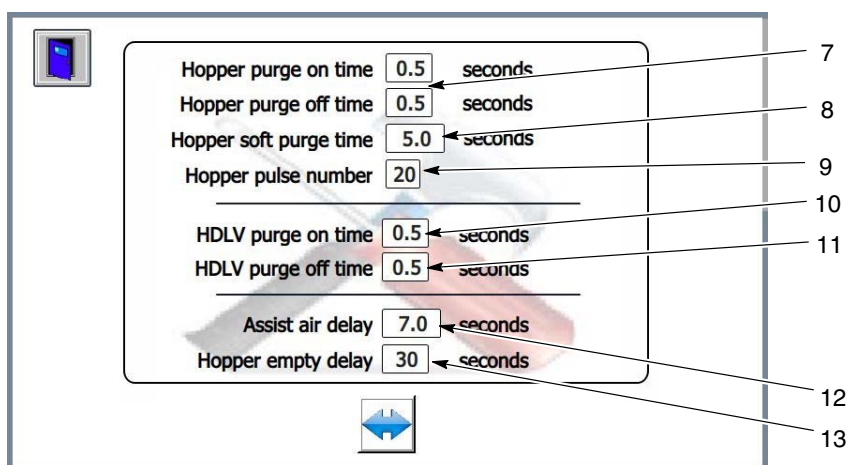 Hopper purge on time 0.5 seconds 7
Hopper purge off time 0.5 seconds
Hopper soft purge time 5.0 seconds 8
Hopper pulse number 20 9
HDLV purge on time 0.5 seconds 10
HDLV purge off time 0.5 seconds 11
Assist air delay 7.0 seconds 12
Hopper empty delay 30 seconds 13